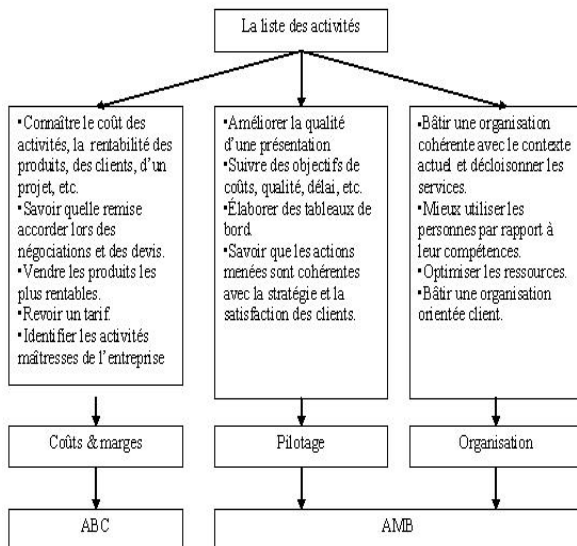 La liste des activités
•Connaître le coût des
activités, la rentabilité des
produits, des clients, d'un
projet, etc.
•Savoir quelle remise
accorder lors des
négociations et des devis.
•Vendre les produits les
plus rentables.
•Revoir un tarif.
•Identifier les activités
maîtresses de l'entreprise
•Améliorer la qualité
d'une présentation
•Suivre des objectifs de
coûts, qualité, délai, etc.
•Élaborer des tableaux de
bord.
•Savoir que les actions
menées sont cohérentes
avec la stratégie et la
satisfaction des clients.
•Bâtir une organisation
cohérente avec le contexte
actuel et décloisonner les
services.
•Mieux utiliser les
personnes par rapport à
leur compétences.
•Optimiser les ressources.
•Bâtir une organisation
orientée client.
Coûts & marges
Pilotage
Organisation
ABC
AMB